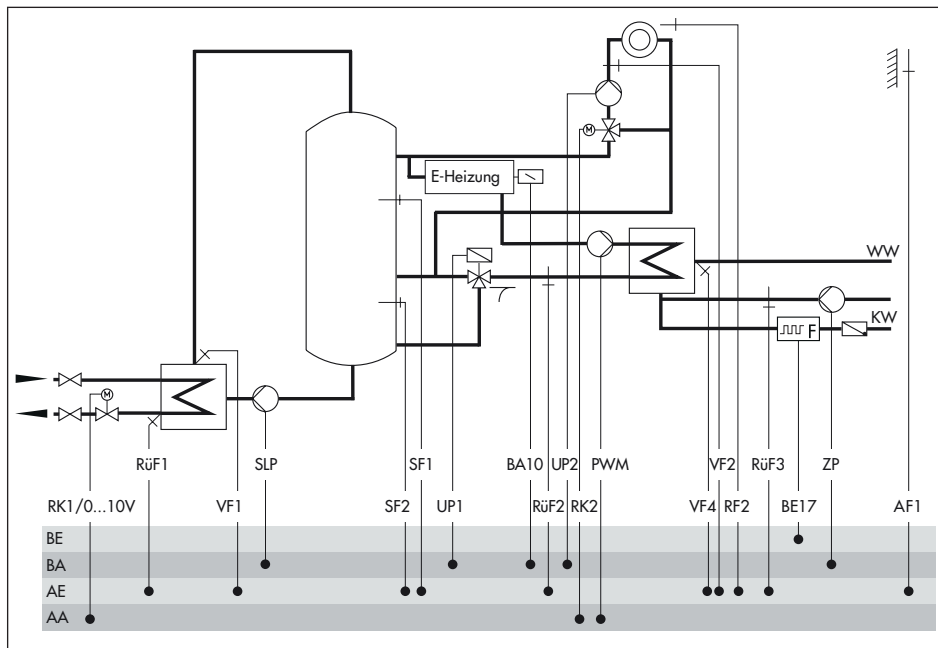 E-Heizung
M
WW
KW
F
M
RüF1
SLP
SF1
BA10
UP2
PWM
VF2
RüF3
ZP
RK1/0...10V
VF1
SF2
UP1
RüF2
RK2
VF4
RF2
BE17
AF1
BE
BA
AE
AA